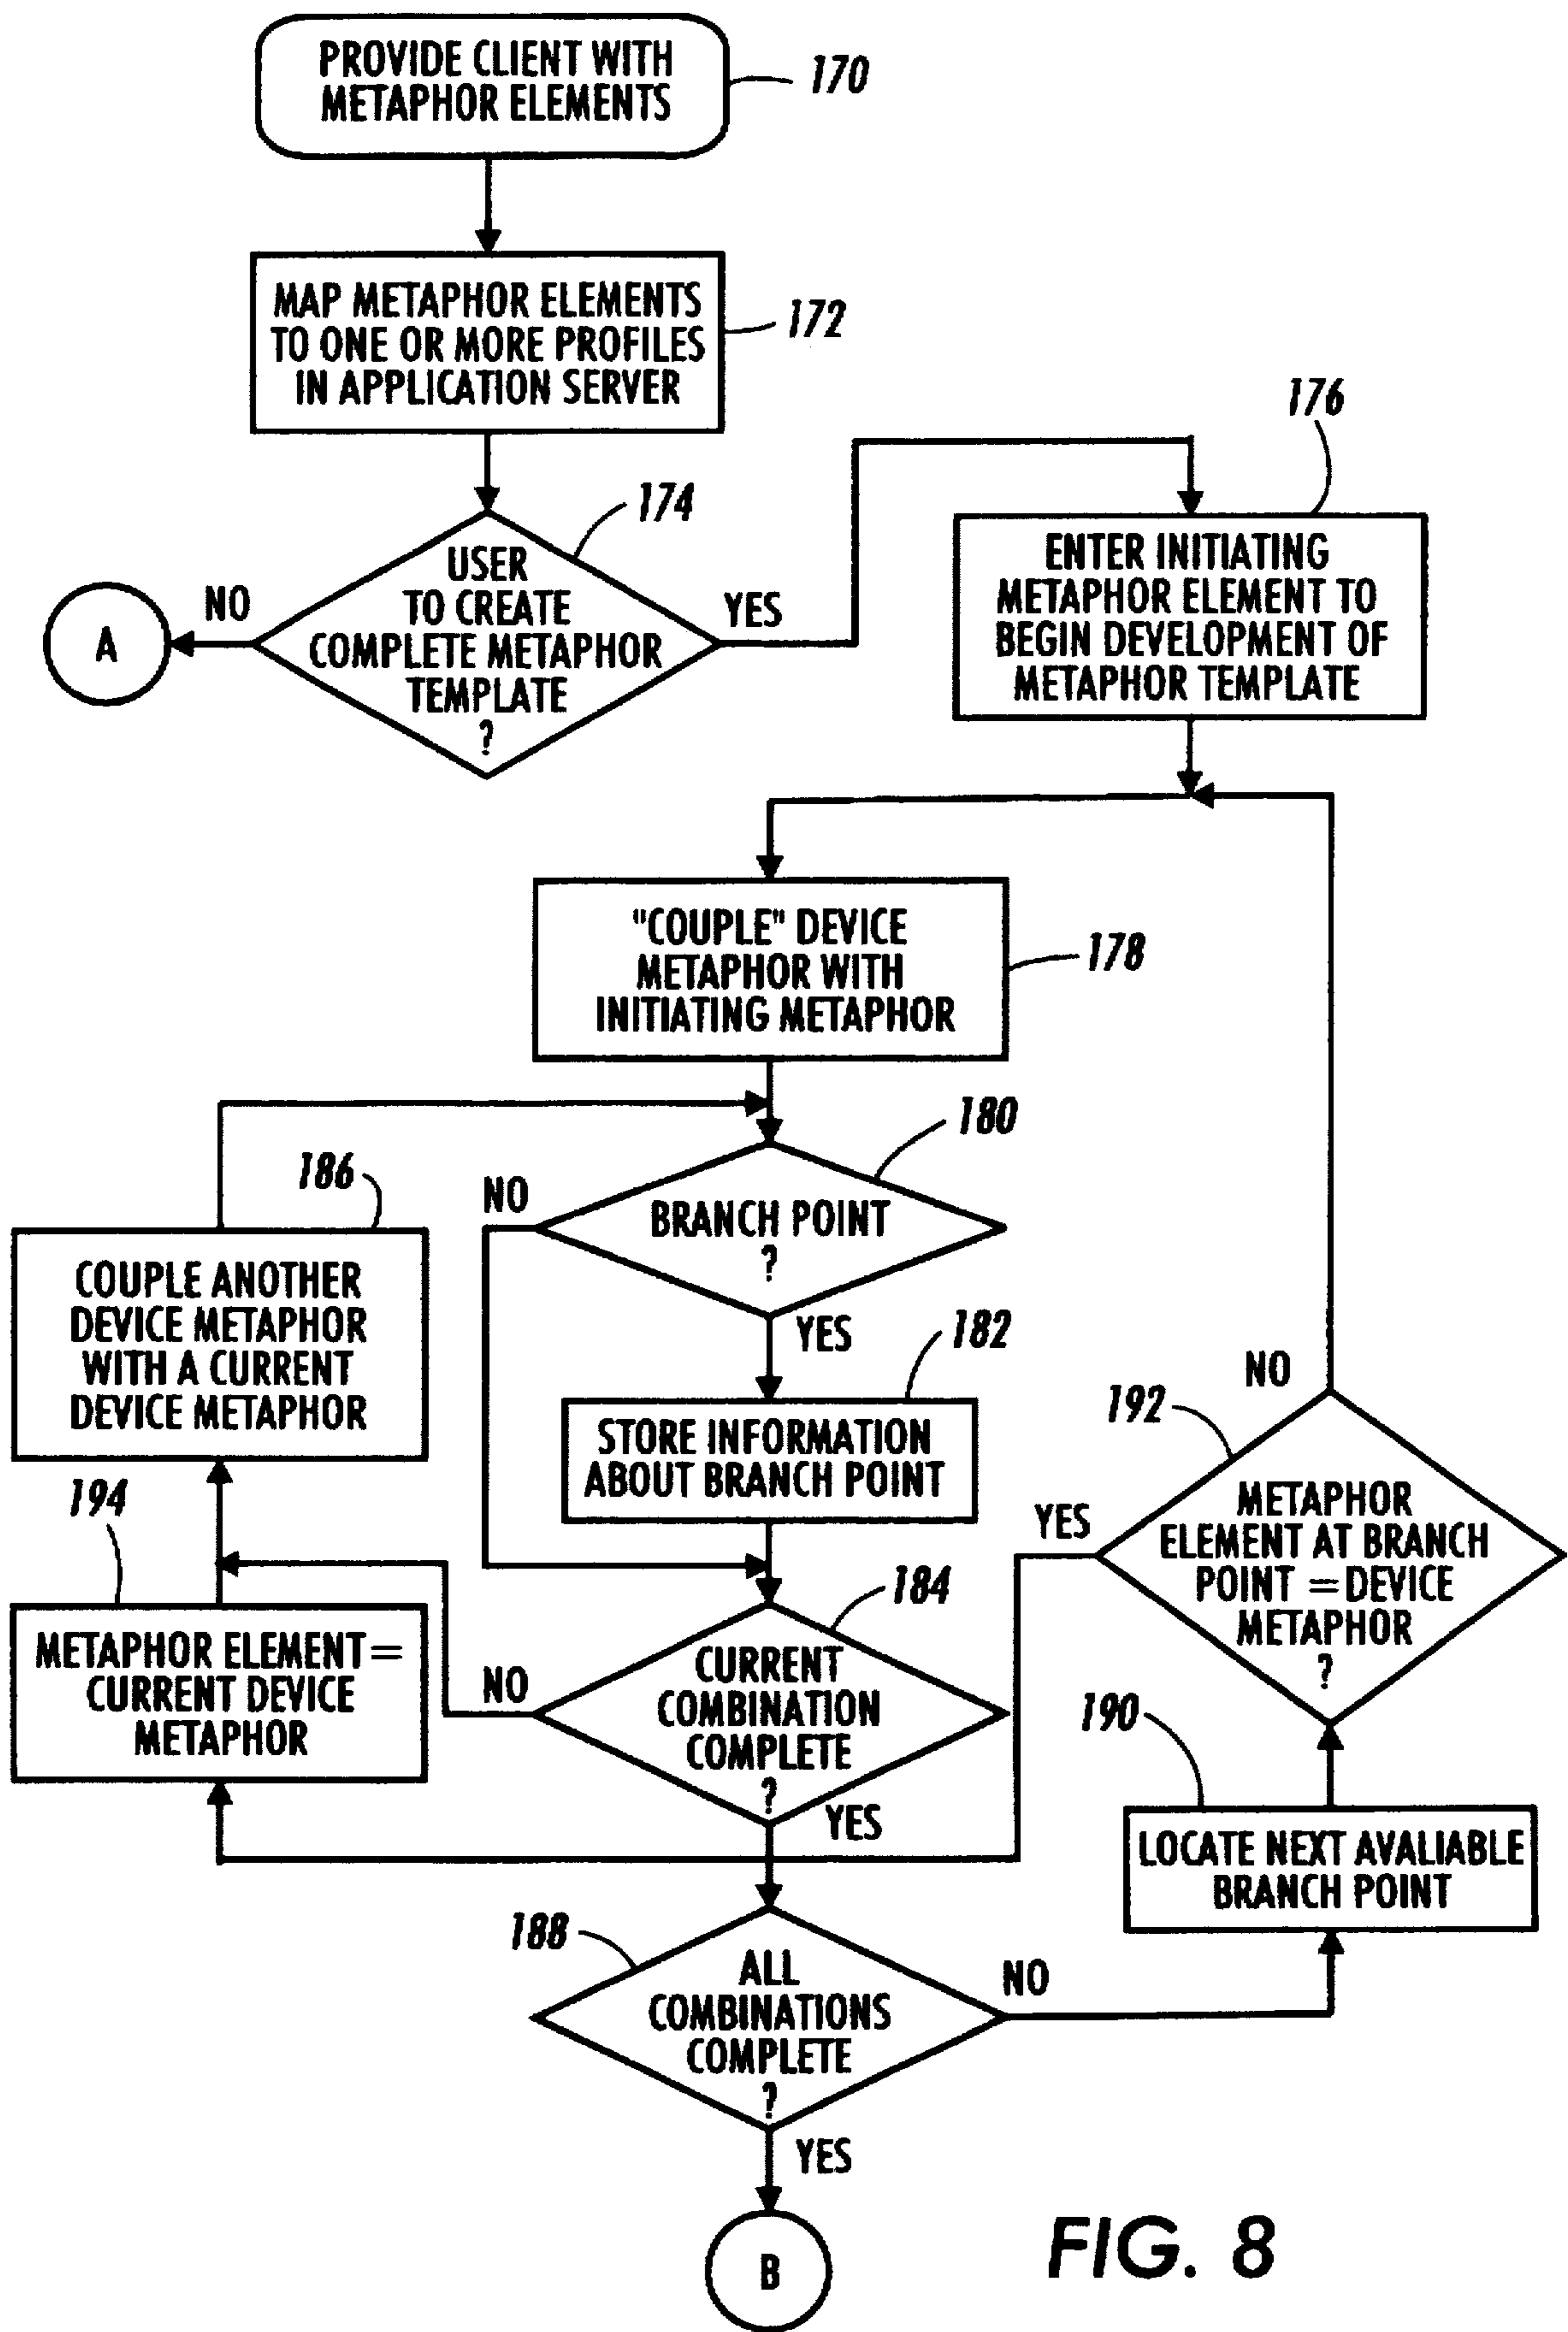 PROVIDE CLIENT WITH
METAPHOR ELEMENTS
170
MAP METAPHOR ELEMENTS
TO ONE OR MORE PROFILES
IN APPLICATION SERVER
172
174
USER
TO CREATE
COMPLETE METAPHOR
TEMPLATE
?
NO
A
YES
176
ENTER INITIATING
METAPHOR ELEMENT TO
BEGIN DEVELOPMENT OF
METAPHOR TEMPLATE
"COUPLE" DEVICE
METAPHOR WITH
INITIATING METAPHOR
178
180
BRANCH POINT
?
NO
YES
186
COUPLE ANOTHER
DEVICE METAPHOR
WITH A CURRENT
DEVICE METAPHOR
182
STORE INFORMATION
ABOUT BRANCH POINT
194
METAPHOR ELEMENT=
CURRENT DEVICE
METAPHOR
184
CURRENT
COMBINATION
COMPLETE
?
NO
YES
192
NO
YES
METAPHOR
ELEMENT AT BRANCH
POINT =DEVICE
METAPHOR
?
190
LOCATE NEXT AVALIABLE
BRANCH POINT
188
ALL
COMBINATIONS
COMPLETE
?
NO
YES
B
FIG. 8